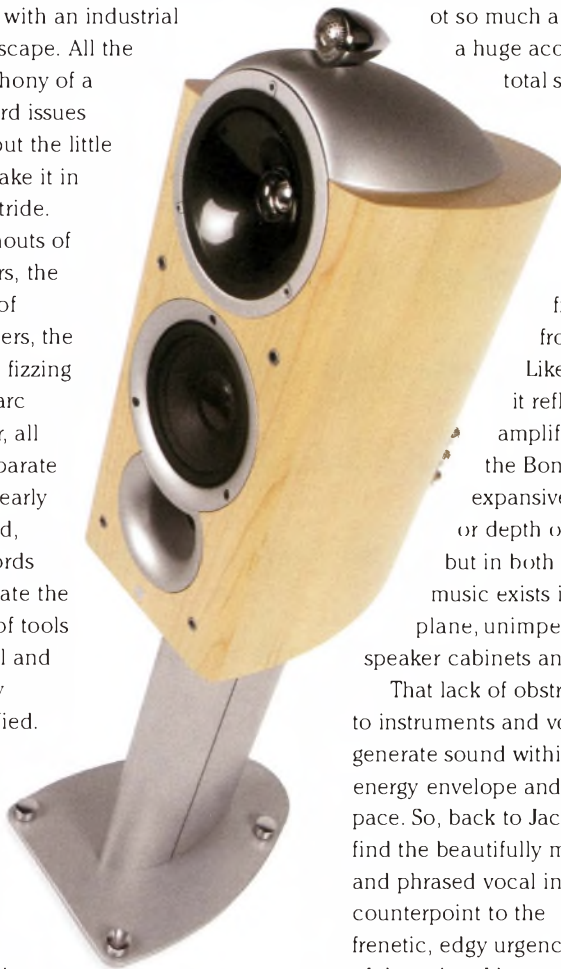 with an industrial
scape. All the
hony of a
rd issues
out the little
ake it in
tride.
houts of
rs, the
of
ers, the
fizzing
arc
r, all
parate
early
d,
ords
ate the
of tools
l and
y
ied.
ot so much a
a huge acc
total s
fi
fro
Like
it refl
amplif
the Bon
expansive
or depth o
but in both
music exists i
plane, unimpe
speaker cabinets an
That lack of obstr
to instruments and vo
generate sound within
energy envelope and
pace. So, back to Jac
find the beautifully m
and phrased vocal in
counterpoint to the
frenetic, edgy urgenc